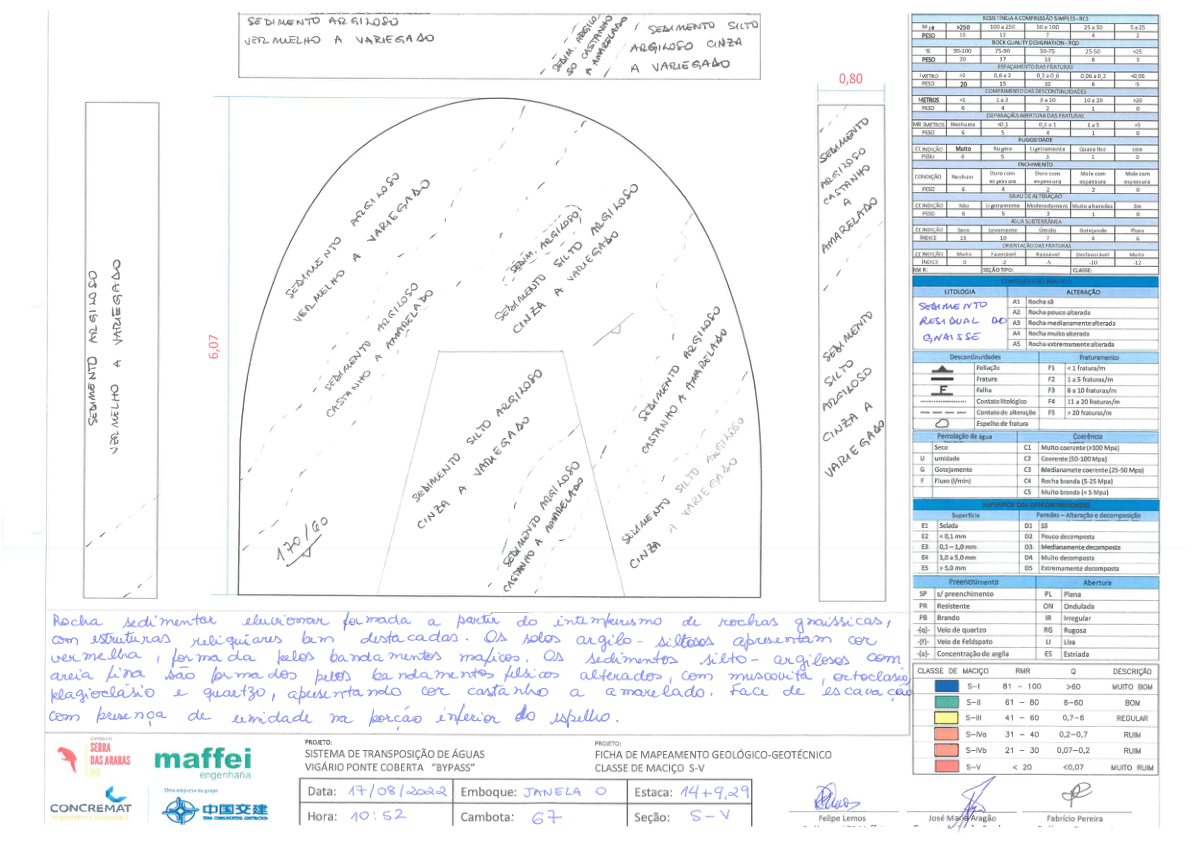 SEDIMENTO ARGILOSO
VERMELHO A VARIEGADO
SEDIM. ARGILO
SO CASTANHO
A AMARELADO
SEDIMENTO SILTO
ARGILOSO CINZA
A VARIEGADO
0,80
6,07
SEDIMENTO ARGILOSO
VERMELHO A VARIEGADO
SEDIMENTO ARGILOSO
VERMELHO A VARIEGADO
SEDIMENTO ARGILOSO
CASTANHO A AMARELADO
SEDIM. ARGILOSO
SEDIMENTO SILTO ARGILOSO
CINZA A VARIEGADO
SEDIMENTO ARGILOSO
CASTANHO A AMARELADO
SEDIMENTO SILTO ARGILOSO
CINZA A VARIEGADO
SEDIMENTO ARGILOSO
CASTANHO A AMARELADO
SEDIMENTO SILTO ARGILOSO
CINZA A VARIEGADO
170/60
SEDIMENTO
ARGILOSO
CASTANHO
A
AMARELADO
SEDIMENTO
SILTO
ARGILOSO
CINZA A
VARIEGADO
RESISTÊNCIA A COMPRESSÃO SIMPLES - RCS
Mpa >250 100 a 250 50 a 100 25 a 50 5 a 25
PESO 15 12 7 4 2
ROCK QUALITY DESIGNATION - RQD
% 90-100 75-90 50-75 25-50 <25
PESO 20 17 13 8 3
ESPAÇAMENTO DAS FRATURAS
METRO >2 0,6 a 2 0,2 a 0,6 0,06 a 0,2 <0,06
PESO 20 15 10 8 5
COMPRIMENTO DAS DESCONTINUIDADES
METROS <1 1 a 3 3 a 10 10 a 20 >20
PESO 6 4 2 1 0
(SEPARAÇÃO) ABERTURA DAS FRATURAS
MILÍMETROS Nenhuma <0,1 0,1 a 1 1 a 5 >5
PESO 6 5 4 1 0
RUGOSIDADE
CONDIÇÃO Muito Rugosa Ligeiramente Quase liso Liso
PESO 6 5 3 1 0
ENCHIMENTO
CONDIÇÃO Nenhum Duro com espessura Duro com espessura Mole com espessura Mole com espessura
PESO 6 4 2 2 0
GRAU DE ALTERAÇÃO
CONDIÇÃO Não Ligeiramente Moderadament Muito alteradas Em
PESO 6 5 3 1 0
ÁGUA SUBTERRÂNEA
CONDIÇÃO Seco Levemente Úmido Gotejando Fluxo
ÍNDICE 15 10 7 4 0
ORIENTAÇÃO DAS FRATURAS
CONDIÇÃO Muito Favorável Razoável Desfavorável Muito
ÍNDICE 0 -2 -5 -10 -12
RMR: SEÇÃO TIPO: CLASSE:
LITOLOGIA ALTERAÇÃO
SEDIMENTO
RESIDUAL DO
GNAISSE
A1 Rocha sã
A2 Rocha pouco alterada
A3 Rocha medianamente alterada
A4 Rocha muito alterada
A5 Rocha extremamente alterada
Descontinuidades Fraturamento
Foliação F1 < 1 fratura/m
Fratura F2 1 a 5 fraturas/m
F Falha F3 6 a 10 fraturas/m
Contato litológico F4 11 a 20 fraturas/m
Contato de alteração F5 > 20 fraturas/m
Espelho de fratura
Percolação de água Coerência
Seco C1 Muito coerente (>100 Mpa)
U umidade C2 Coerente (50-100 Mpa)
G Gotejamento C3 Medianamete coerente (25-50 Mpa)
F Fluxo (l/min) C4 Rocha branda (5-25 Mpa)
C5 Muito branda (< 5 Mpa)
Superfície Paredes – Alteração e decomposição
E1 Selada D1 Sã
E2 < 0,1 mm D2 Pouco decomposta
E3 0,1 – 1,0 mm D3 Medianamente decomposta
E4 1,0 a 5,0 mm D4 Muito decomposta
E5 > 5,0 mm D5 Extremamente decomposta
Preenchimento Abertura
SP s/ preenchimento PL Plana
PR Resistente ON Ondulada
PB Brando IR Irregular
-(q)- Veio de quartzo RG Rugosa
-(f)- Veio de Feldspato LI Lisa
-(a)- Concentração de argila ES Estriada
CLASSE DE MACIÇO RMR Q DESCRIÇÃO
S-I 81 – 100 >60 MUITO BOM
S-II 61 – 80 6-60 BOM
S-III 41 – 60 0,7-6 REGULAR
S-IVa 31 – 40 0,2-0,7 RUIM
S-IVb 21 – 30 0,07-0,2 RUIM
S-V < 20 <0,07 MUITO RUIM
Rocha sedimentar eluvionar formada a partir do intemperismo de rochas gnáissicas,
com estruturas reliquiares bem destacadas. Os solos argilo-siltosos apresentam cor
vermelha, formada pelos bandamentos máficos. Os sedimentos silto-argilosos com
areia fina são formados pelos bandamentos félsicos alterados, com muscovita, ortoclásio,
plagioclásio e quartzo, apresentando cor castanho a amarelado. Face de escavação
com presença de umidade na porção inferior do espelho.
SERRA
DAS ARARAS
maffei
engenharia
CONCREMAT
Uma empresa do grupo
中国交建
PROJETO:
SISTEMA DE TRANSPOSIÇÃO DE ÁGUAS
VIGÁRIO PONTE COBERTA "BYPASS"
PROJETO:
FICHA DE MAPEAMENTO GEOLÓGICO-GEOTÉCNICO
CLASSE DE MACIÇO S-V
Data: 17/08/2022 Emboque: JANELA O Estaca: 14+9,29
Hora: 10:52 Cambota: 67 Seção: S-V
Felipe Lemos José Maria Aragão Fabrício Pereira